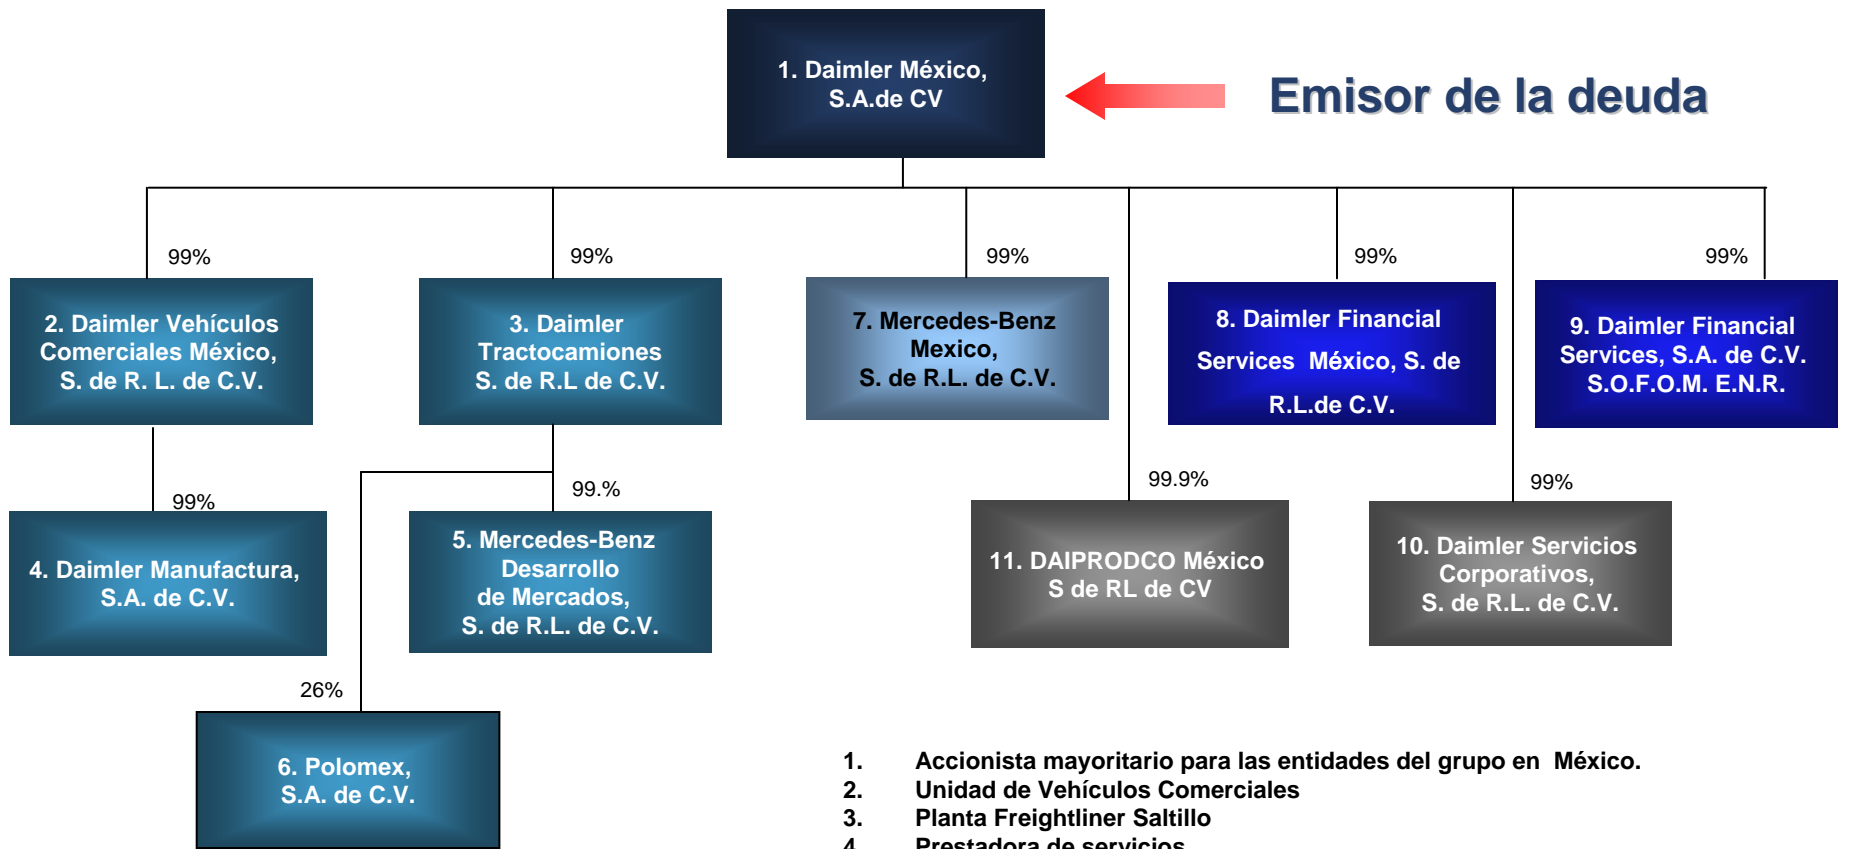 1. Daimler México,
S.A.de CV
Emisor de la deuda
99%
99%
99%
99%
99%
2. Daimler Vehículos
Comerciales México,
S. de R. L. de C.V.
3. Daimler
Tractocamiones
S. de R.L de C.V.
7. Mercedes-Benz
Mexico,
S. de R.L. de C.V.
8. Daimler Financial
Services México, S. de
R.L.de C.V.
9. Daimler Financial
Services, S.A. de C.V.
S.O.F.O.M. E.N.R.
99%
99.%
99.9%
99%
4. Daimler Manufactura,
S.A. de C.V.
5. Mercedes-Benz
Desarrollo
de Mercados,
S. de R.L. de C.V.
11. DAIPRODCO México
S de RL de CV
10. Daimler Servicios
Corporativos,
S. de R.L. de C.V.
26%
6. Polomex,
S.A. de C.V.
1. Accionista mayoritario para las entidades del grupo en México.
2. Unidad de Vehículos Comerciales
3. Planta Freightliner Saltillo
4. Prestadora de servicios